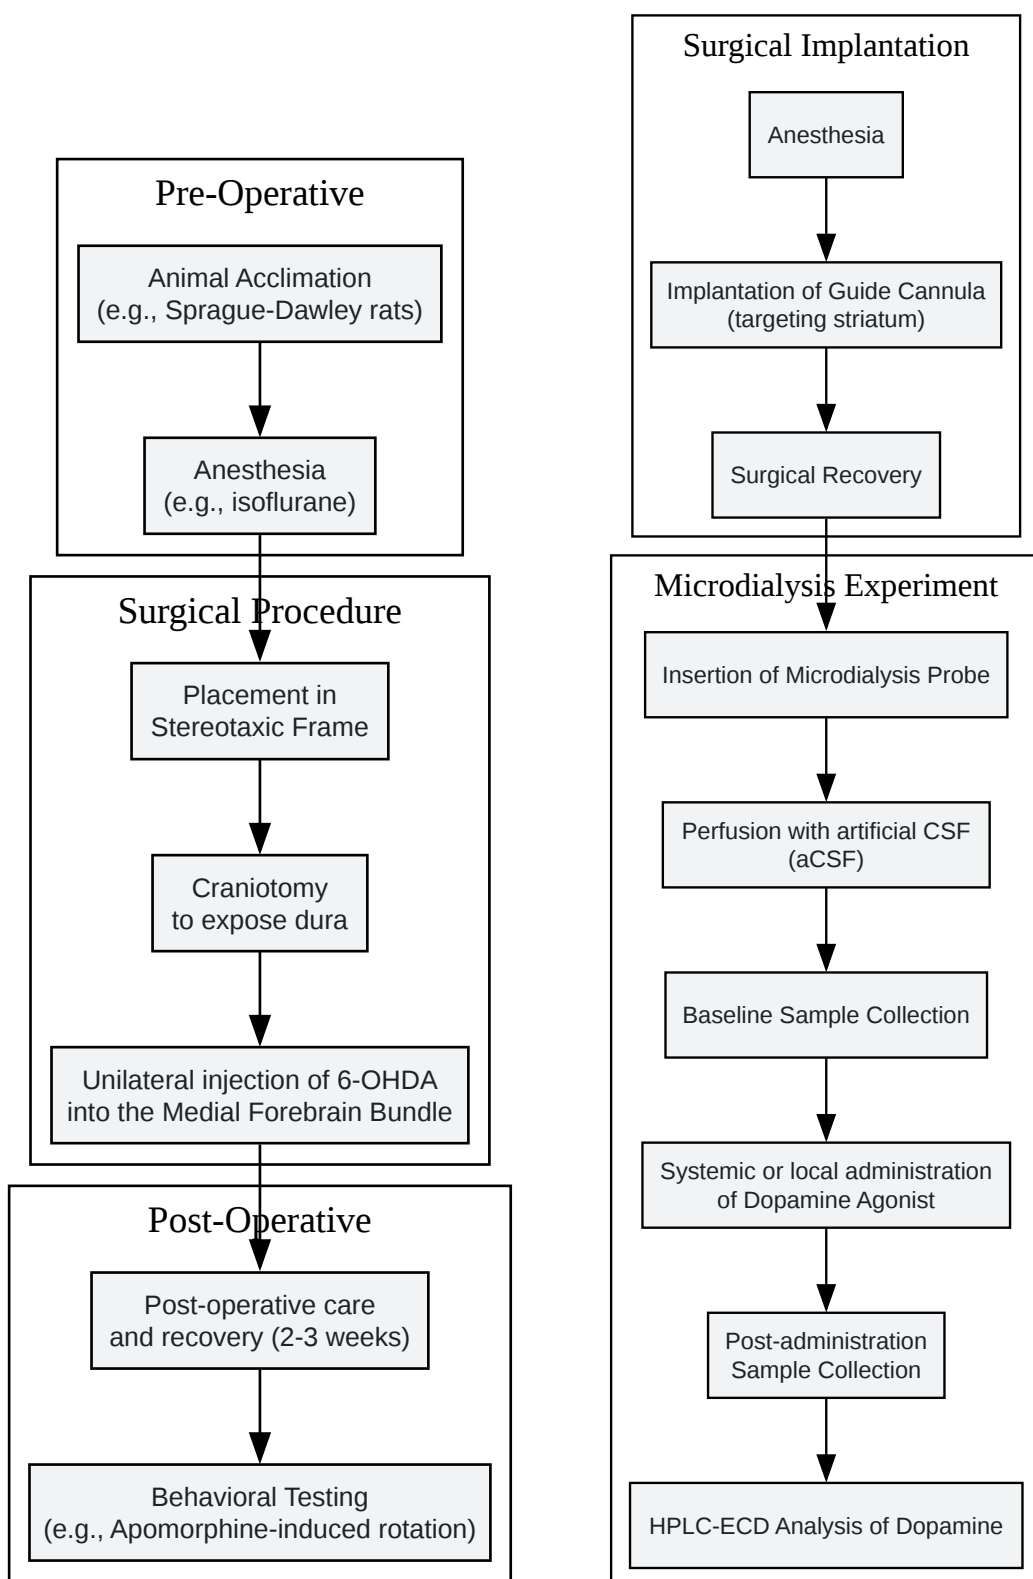 Pre-Operative
Animal Acclimation
(e.g., Sprague-Dawley rats)
Anesthesia
(e.g., isoflurane)
Surgical Procedure
Placement in
Stereotaxic Frame
Craniotomy
to expose dura
Unilateral injection of 6-OHDA
into the Medial Forebrain Bundle
Post-Operative
Post-operative care
and recovery (2-3 weeks)
Behavioral Testing
(e.g., Apomorphine-induced rotation)
Surgical Implantation
Anesthesia
Implantation of Guide Cannula
(targeting striatum)
Surgical Recovery
Microdialysis Experiment
Insertion of Microdialysis Probe
Perfusion with artificial CSF
(aCSF)
Baseline Sample Collection
Systemic or local administration
of Dopamine Agonist
Post-administration
Sample Collection
HPLC-ECD Analysis of Dopamine